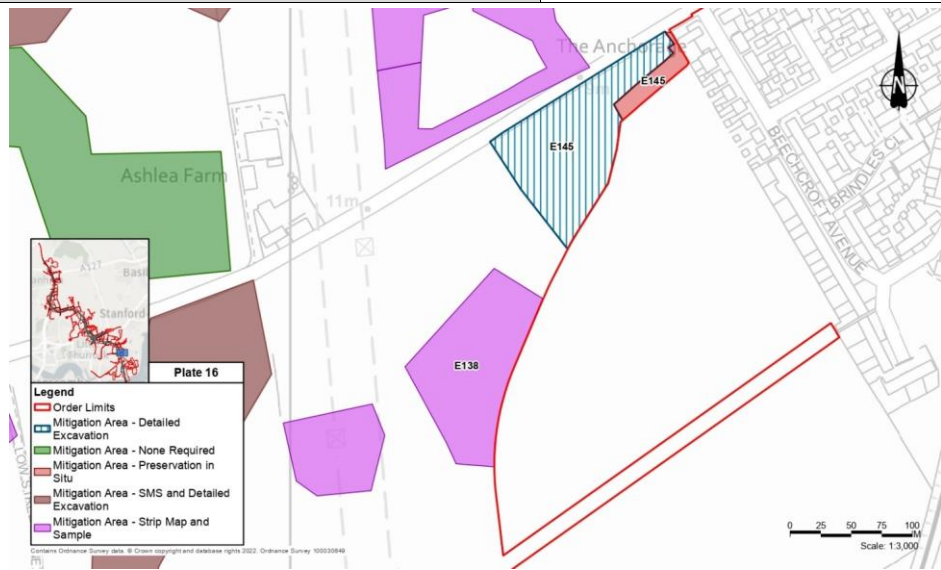 The Anchorage
E145
E145
N
BEECHCROFT AVENUE
BRINDLES CL
Ashlea Farm
11m
E138
A127
Stanford
Plate 16
Legend
Order Limits
Mitigation Area - Detailed
Excavation
Mitigation Area - None Required
Mitigation Area - Preservation in
Situ
Mitigation Area - SMS and Detailed
Excavation
Mitigation Area - Strip Map and
Sample
0 25 50 75 100
M
Scale: 1:3,000
Contains Ordnance Survey data. © Crown copyright and database rights 2022. Ordnance Survey 100030649